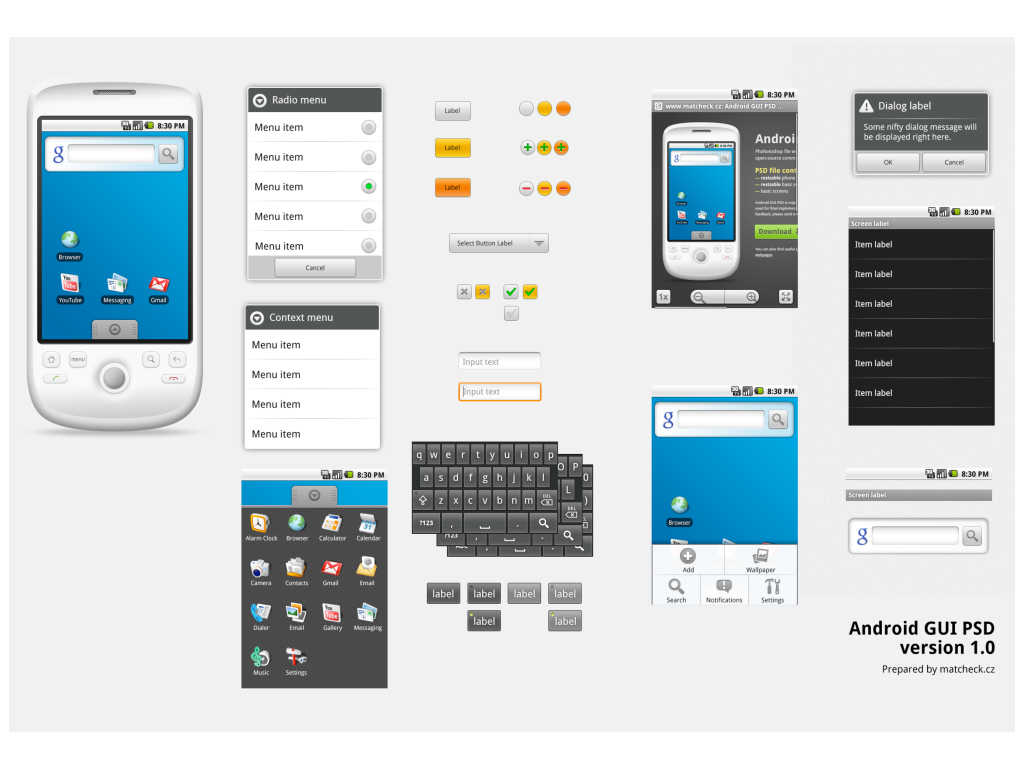 8:30 PM
g
Browser
YouTube
Messaging
Gmail
menu
Radio menu
Menu item
Menu item
Menu item
Menu item
Menu item
Cancel
Context menu
Menu item
Menu item
Menu item
Menu item
8:30 PM
Alarm Clock
Browser
Calculator
Calendar
Camera
Contacts
Gmail
Email
Dialer
Email
Gallery
Messaging
Music
Settings
Label
Label
Label
Select Button Label
Input text
Input text
q w e r t y u i o p
a s d f g h j k l
z x c v b n m DEL
?123 , .
O P
L
DEL
label
label
label
label
label
label
8:30 PM
www.matcheck.cz: Android GUI PSD ...
Androi
Photoshop file w
open-source comm
PSD file cont
— resizable phone
— resizable basic s
— basic screens
Download
1x
8:30 PM
g
Browser
Add
Wallpaper
Search
Notifications
Settings
Dialog label
Some nifty dialog message will
be displayed right here.
OK
Cancel
8:30 PM
Screen label
Item label
Item label
Item label
Item label
Item label
Item label
8:30 PM
Screen label
g
Android GUI PSD
version 1.0
Prepared by matcheck.cz